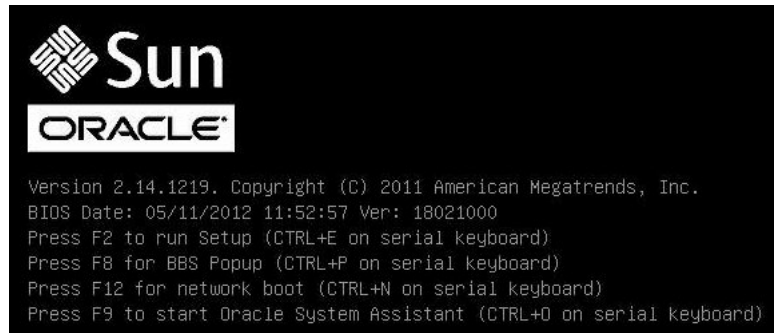 Sun
ORACLE
Version 2.14.1219. Copyright (C) 2011 American Megatrends, Inc.
BIOS Date: 05/11/2012 11:52:57 Ver: 18021000
Press F2 to run Setup (CTRL+E on serial keyboard)
Press F8 for BBS Popup (CTRL+P on serial keyboard)
Press F12 for network boot (CTRL+N on serial keyboard)
Press F9 to start Oracle System Assistant (CTRL+O on serial keyboard)